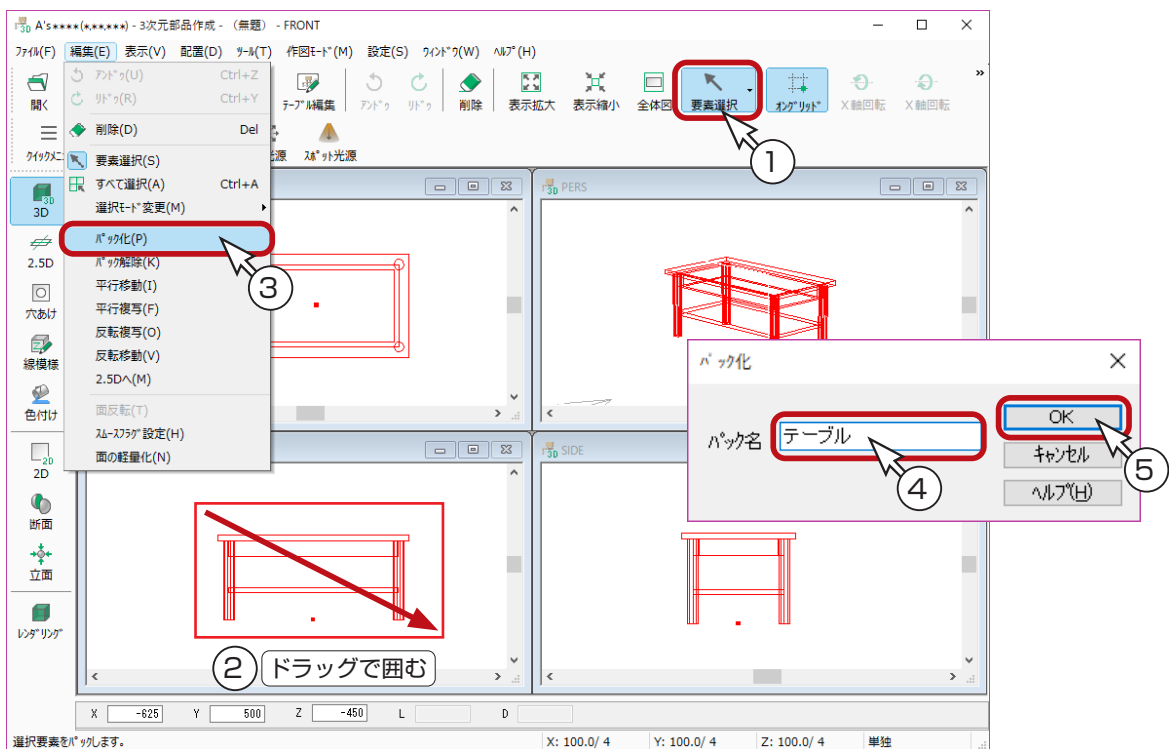 A's****(*,**,***) - 3次元部品作成 - （無題） - FRONT
ﾌｧｲﾙ(F) 編集(E) 表示(V) 配置(D) ﾂｰﾙ(T) 作図ﾓｰﾄﾞ(M) 設定(S) ｳｨﾝﾄﾞｳ(W) ﾍﾙﾌﾟ(H)
開く
ﾃｰﾌﾞﾙ編集 ｱﾝﾄﾞｩ ﾘﾄﾞｩ 削除 表示拡大 表示縮小 全体図 要素選択 ｵﾝｸﾞﾘｯﾄﾞ X軸回転 X軸回転 »
ｸｲｯｸﾒﾆ
光源 ｽﾎﾟｯﾄ光源
①
ｱﾝﾄﾞｩ(U) Ctrl+Z
ﾘﾄﾞｩ(R) Ctrl+Y
削除(D) Del
要素選択(S)
すべて選択(A) Ctrl+A
選択ﾓｰﾄﾞ変更(M)
ﾊﾟｯｸ化(P)
ﾊﾟｯｸ解除(K)
平行移動(I)
平行複写(F)
反転複写(O)
反転移動(V)
2.5Dへ(M)
面反転(T)
ｽﾑｰｽﾌﾗｸﾞ設定(H)
面の軽量化(N)
③
3D
2.5D
穴あけ
線模様
色付け
2D
断面
立面
ﾚﾝﾀﾞﾘﾝｸﾞ
3D PERS
3D SIDE
ﾊﾟｯｸ化
パック名 テーブル
OK
キャンセル
ヘルプ(H)
④
⑤
② ドラッグで囲む
X -625 Y 500 Z -450 L D
選択要素をﾊﾟｯｸします。 X: 100.0/ 4 Y: 100.0/ 4 Z: 100.0/ 4 単独